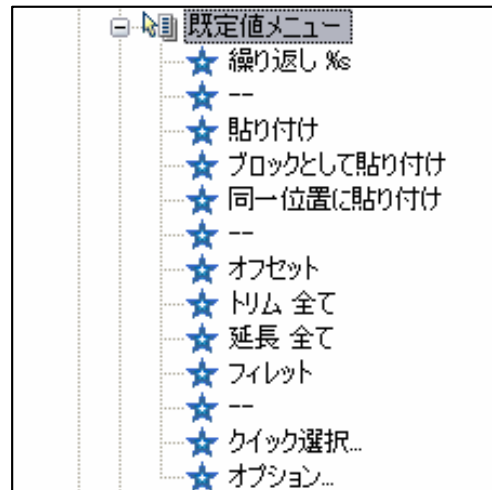 既定値メニュー
繰り返し %s
--
貼り付け
ブロックとして貼り付け
同一位置に貼り付け
--
オフセット
トリム 全て
延長 全て
フィレット
--
クイック選択...
オプション...